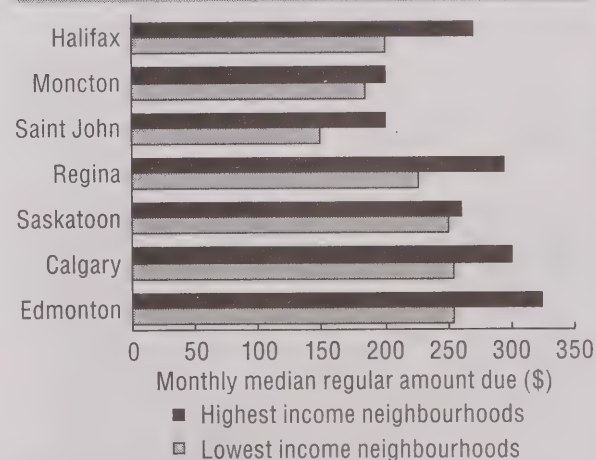 Halifax
Moncton
Saint John
Regina
Saskatoon
Calgary
Edmonton
0 50 100 150 200 250 300 350
Monthly median regular amount due ($)
Highest income neighbourhoods
Lowest income neighbourhoods